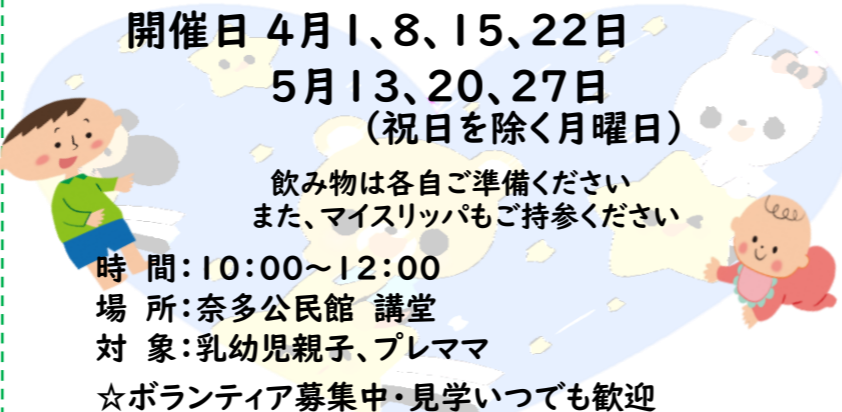 開催日 4月1、8、15、22日
5月13、20、27日
(祝日を除く月曜日)
飲み物は各自ご準備ください
また、マイスリッパもご持参ください
時 間:10:00~12:00
場 所:奈多公民館 講堂
対 象:乳幼児親子、プレママ
☆ボランティア募集中・見学いつでも歓迎